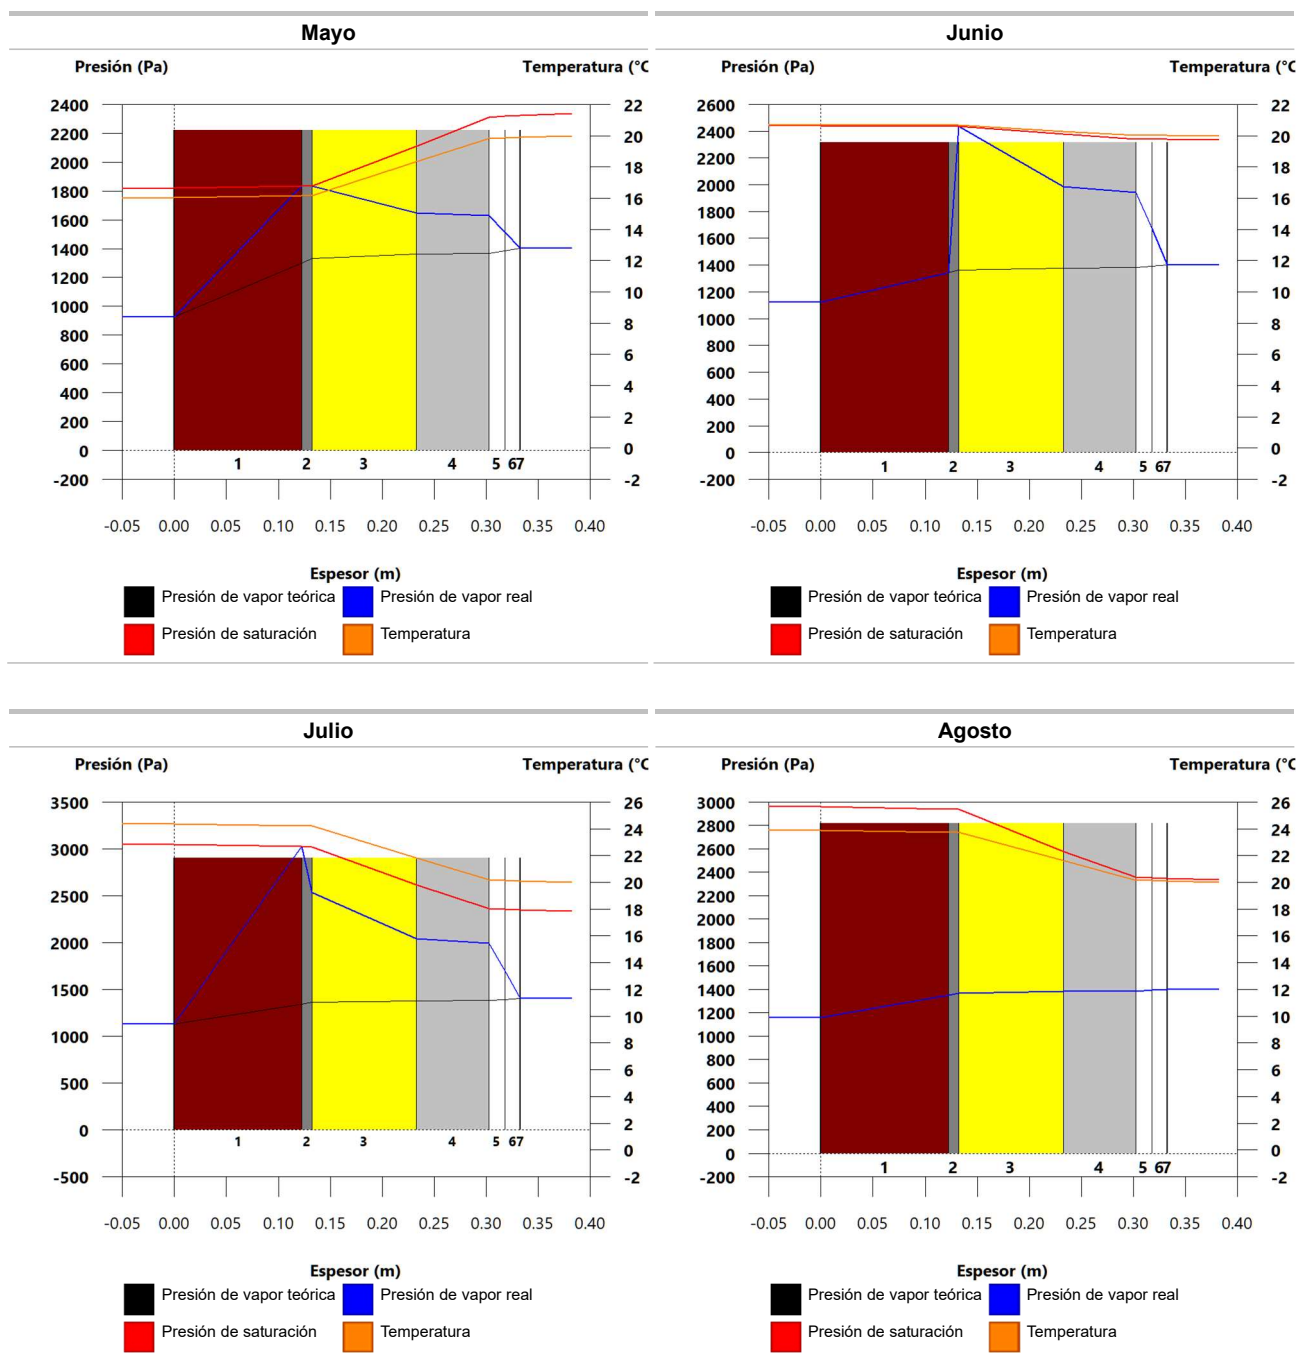 Mayo
Presión (Pa) Temperatura (°C
2400 22
2200 20
2000 18
1800 16
1600 14
1400 12
1200 10
1000 8
800 6
600 4
400 2
200 0
0 -2
-200
1 2 3 4 5 67
-0.05 0.00 0.05 0.10 0.15 0.20 0.25 0.30 0.35 0.40
Espesor (m)
Presión de vapor teórica Presión de vapor real
Presión de saturación Temperatura
Junio
Presión (Pa) Temperatura (°C
2600 22
2400 20
2200 18
2000 16
1800 14
1600 12
1400 10
1200 8
1000 6
800 4
600 2
400 0
200 -2
0
-200
1 2 3 4 5 67
-0.05 0.00 0.05 0.10 0.15 0.20 0.25 0.30 0.35 0.40
Espesor (m)
Presión de vapor teórica Presión de vapor real
Presión de saturación Temperatura
Julio
Presión (Pa) Temperatura (°C
3500 26
3000 24
2500 22
2000 20
1500 18
1000 16
500 14
0 12
-500 10
8
6
4
2
0
-2
1 2 3 4 5 67
-0.05 0.00 0.05 0.10 0.15 0.20 0.25 0.30 0.35 0.40
Espesor (m)
Presión de vapor teórica Presión de vapor real
Presión de saturación Temperatura
Agosto
Presión (Pa) Temperatura (°C
3000 26
2800 24
2600 22
2400 20
2200 18
2000 16
1800 14
1600 12
1400 10
1200 8
1000 6
800 4
600 2
400 0
200 -2
0
-200
1 2 3 4 5 67
-0.05 0.00 0.05 0.10 0.15 0.20 0.25 0.30 0.35 0.40
Espesor (m)
Presión de vapor teórica Presión de vapor real
Presión de saturación Temperatura